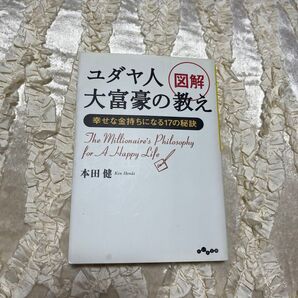 ユダヤ人
図解
大富豪の教え
幸せな金持ちになる17の秘訣
The Millionaire's Philosophy
for A Happy Life
本田 健 Ken Honda